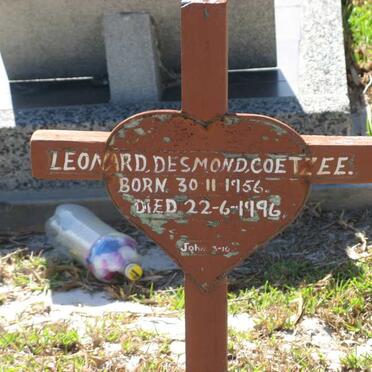 LEONARD.DESMOND.COETZEE.
BORN 30 11 1956.
DIED 22-6-1996
John 3-16